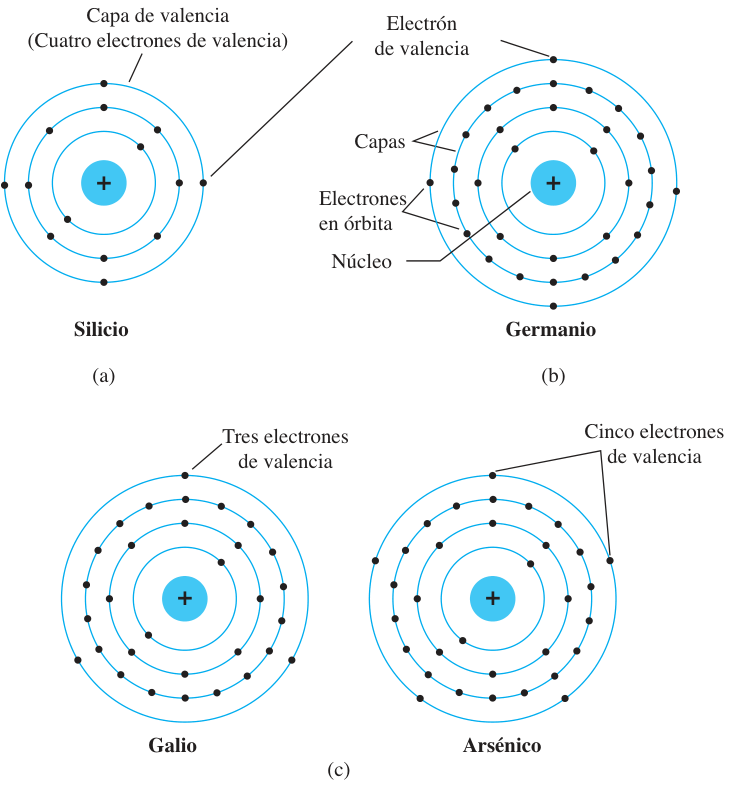 Capa de valencia
(Cuatro electrones de valencia)
Electrón
de valencia
Capas
Electrones
en órbita
Núcleo
+
+
Silicio
Germanio
(a)
(b)
Tres electrones
de valencia
Cinco electrones
de valencia
+
+
Galio
Arsénico
(c)